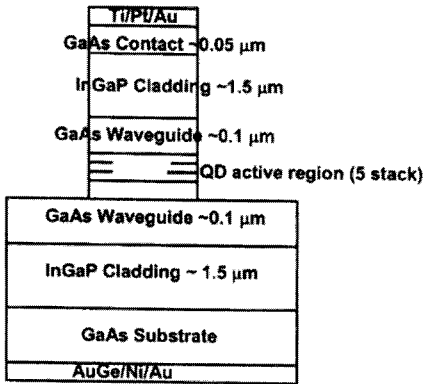 Ti/Pt/Au
GaAs Contact ~0.05 μm
InGaP Cladding ~1.5 μm
GaAs Waveguide ~0.1 μm
QD active region (5 stack)
GaAs Waveguide ~0.1 μm
InGaP Cladding ~ 1.5 μm
GaAs Substrate
AuGe/Ni/Au